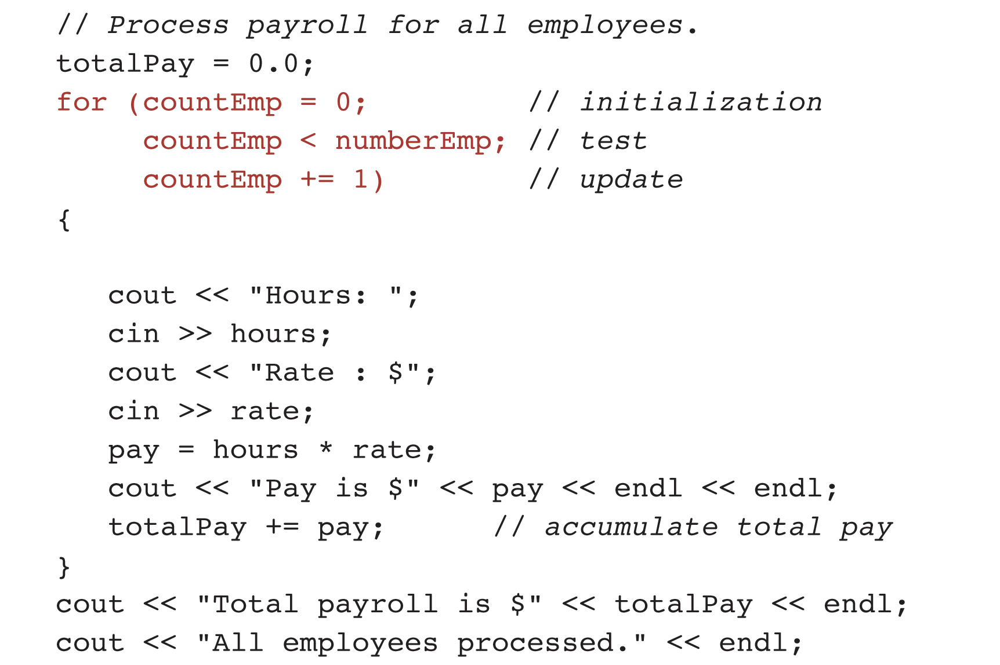 // Process payroll for all employees.
totalPay = 0.0;
for (countEmp = 0;         // initialization
     countEmp < numberEmp; // test
     countEmp += 1)        // update
{
   cout << "Hours: ";
   cin >> hours;
   cout << "Rate : $";
   cin >> rate;
   pay = hours * rate;
   cout << "Pay is $" << pay << endl << endl;
   totalPay += pay;      // accumulate total pay
}
cout << "Total payroll is $" << totalPay << endl;
cout << "All employees processed." << endl;